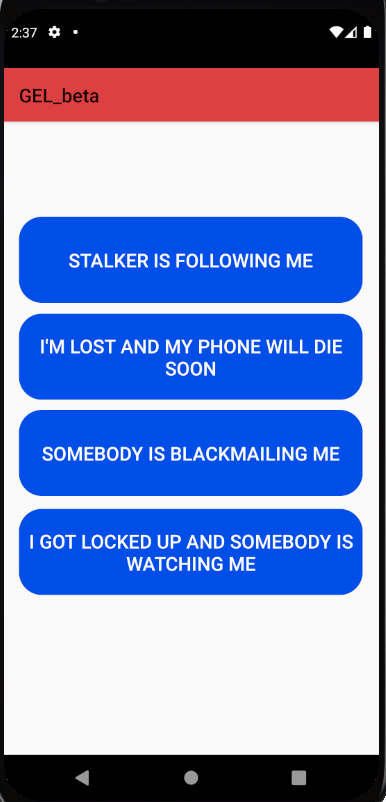 2:37
GEL_beta
STALKER IS FOLLOWING ME
I'M LOST AND MY PHONE WILL DIE
SOON
SOMEBODY IS BLACKMAILING ME
I GOT LOCKED UP AND SOMEBODY IS
WATCHING ME